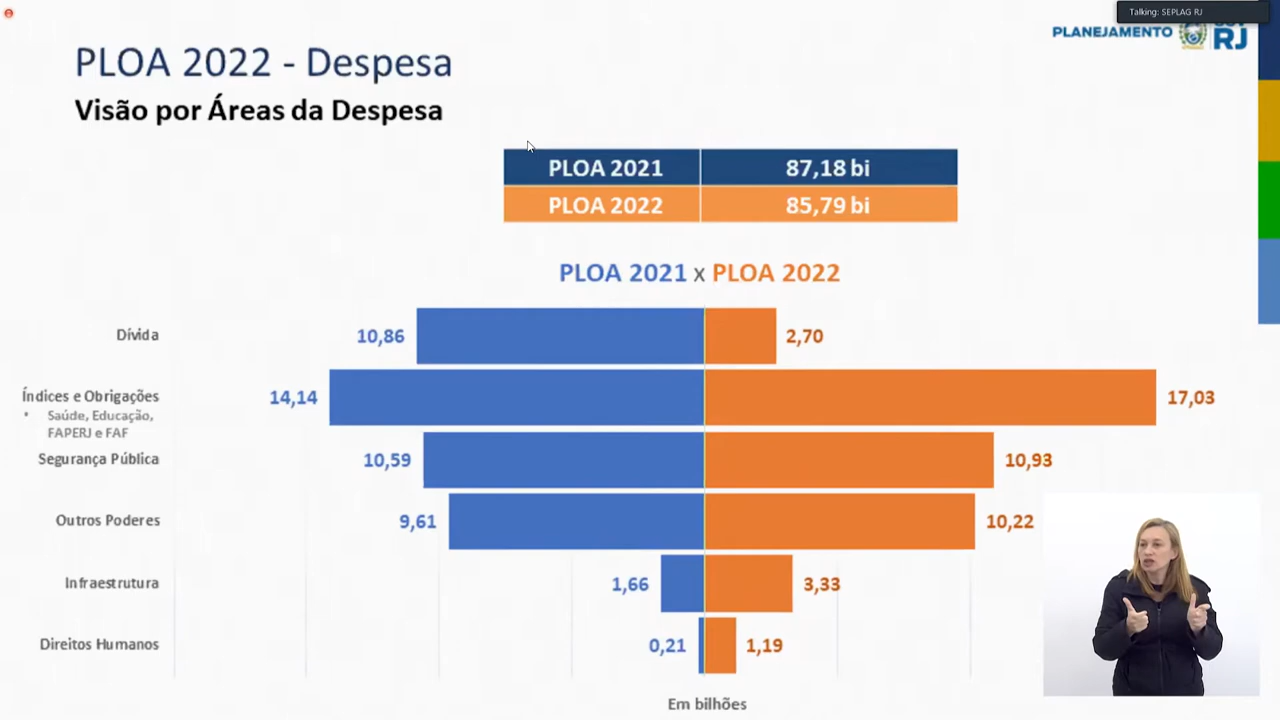 Talking: SEPLAG RJ
PLANEJAMENTO
RJ
PLOA 2022 - Despesa
Visão por Áreas da Despesa
PLOA 2021 87,18 bi
PLOA 2022 85,79 bi
PLOA 2021 x PLOA 2022
Dívida 10,86 2,70
Índices e Obrigações 14,14 17,03
• Saúde, Educação,
FAPERJ e FAF
Segurança Pública 10,59 10,93
Outros Poderes 9,61 10,22
Infraestrutura 1,66 3,33
Direitos Humanos 0,21 1,19
Em bilhões